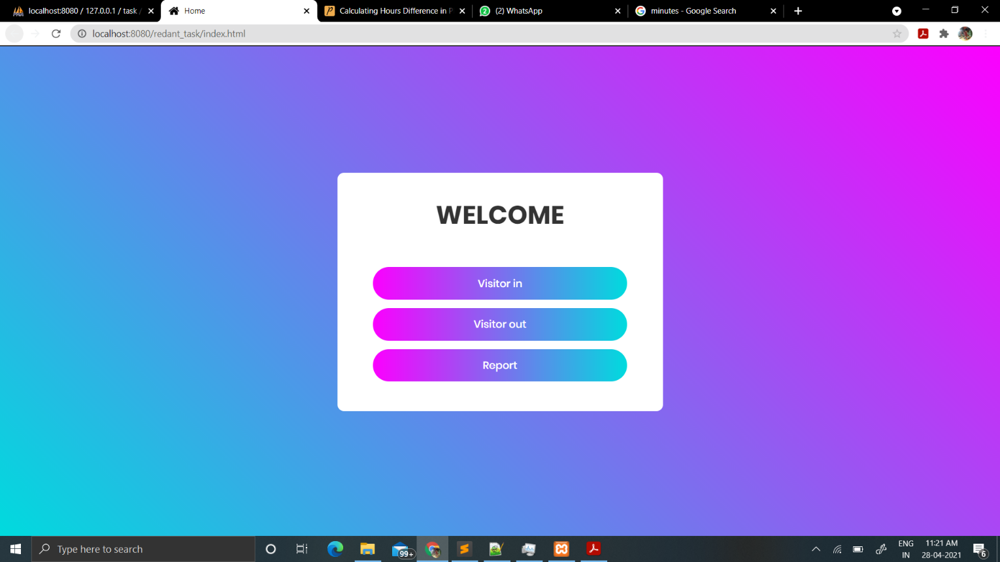 localhost:8080 / 127.0.0.1 / task /
Home
Calculating Hours Difference in P
(2) WhatsApp
minutes - Google Search
localhost:8080/redant_task/index.html
WELCOME
Visitor in
Visitor out
Report
Type here to search
99+
ENG
IN
11:21 AM
28-04-2021
6